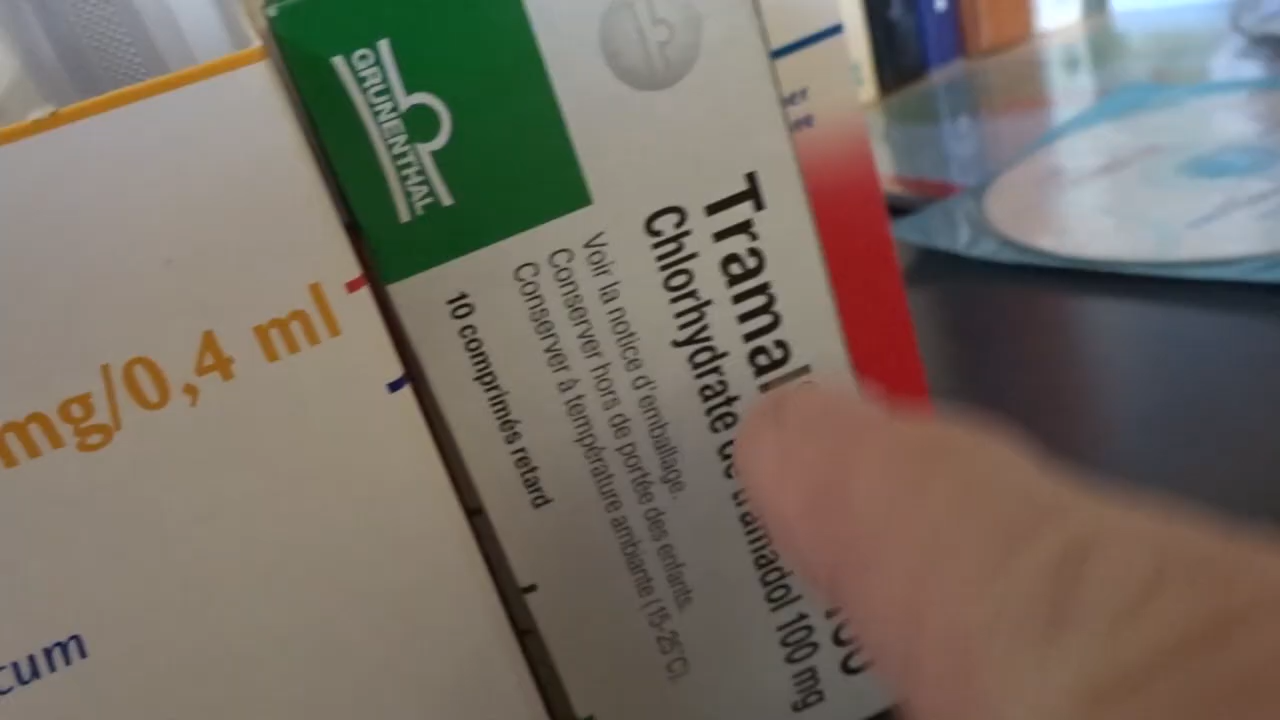 GRUNENTHAL
Tramal
Chlorhydrate de tramadol 100 mg
Voir la notice d'emballage.
Conserver hors de portée des enfants.
Conserver à température ambiante (15-25°C).
10 comprimés retard
mg/0,4 ml